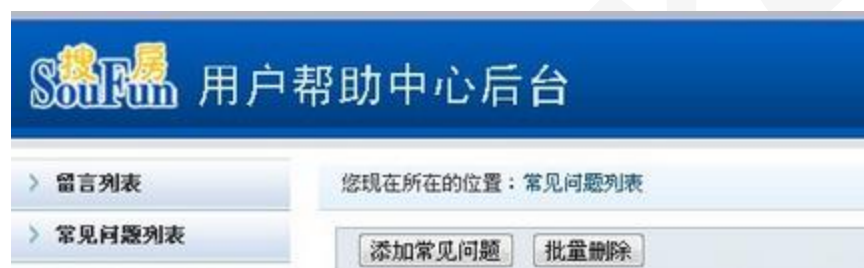 搜房
SouFun 用户帮助中心后台
留言列表
您现在所在的位置：常见问题列表
常见问题列表
添加常见问题 批量删除